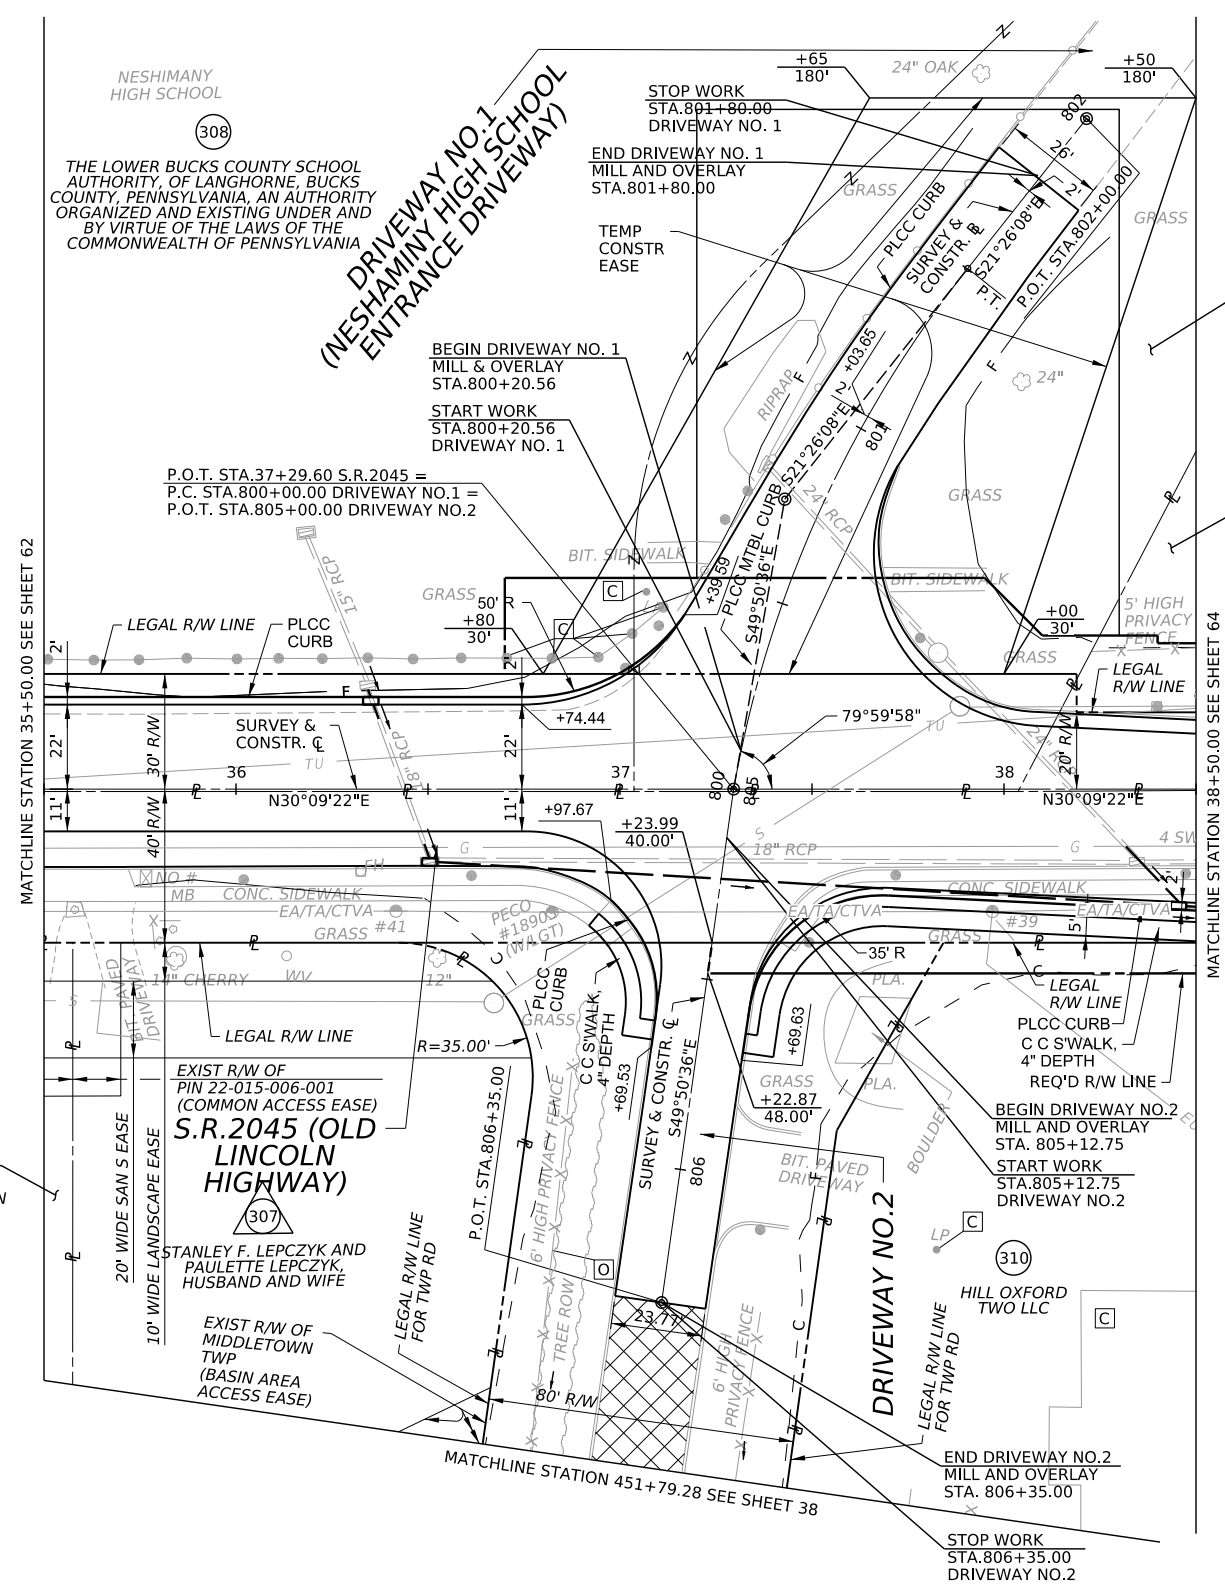 NESHIMANY
HIGH SCHOOL
308
THE LOWER BUCKS COUNTY SCHOOL
AUTHORITY, OF LANGHORNE, BUCKS
COUNTY, PENNSYLVANIA, AN AUTHORITY
ORGANIZED AND EXISTING UNDER AND
BY VIRTUE OF THE LAWS OF THE
COMMONWEALTH OF PENNSYLVANIA
DRIVEWAY NO.1
(NESHAMINY HIGH SCHOOL
ENTRANCE DRIVEWAY)
+65
180'
24" OAK
+50
180'
STOP WORK
STA.801+80.00
DRIVEWAY NO. 1
END DRIVEWAY NO. 1
MILL AND OVERLAY
STA.801+80.00
TEMP
CONSTR
EASE
802
26'
2'
GRASS
GRASS
PLCC CURB
SURVEY &
CONSTR. ℄
S21°26'08"E
P.T.
P.O.T. STA.802+00.00
BEGIN DRIVEWAY NO. 1
MILL & OVERLAY
STA.800+20.56
START WORK
STA.800+20.56
DRIVEWAY NO. 1
+03.65
2'
801
S21°26'08"E
RIPRAP
F
F
24"
Z
Z
Z
Z
P.O.T. STA.37+29.60 S.R.2045 =
P.C. STA.800+00.00 DRIVEWAY NO.1 =
P.O.T. STA.805+00.00 DRIVEWAY NO.2
24" RCP
GRASS
PLCC MTBL CURB
S49°50'36"E
+39.59
BIT. SIDEWALK
BIT. SIDEWALK
15" RCP
GRASS
50' R
+80
30'
C
C
+00
30'
5' HIGH
PRIVACY
FENCE
GRASS
LEGAL R/W LINE
PLCC
CURB
LEGAL
R/W LINE
2'
2'
F
+74.44
79°59'58"
SURVEY &
CONSTR. ℄
TU
TU
18" RCP
24" RCP
22'
30' R/W
22'
20' R/W
36
37
38
800
805
N30°09'22"E
N30°09'22"E
11'
40' R/W
11'
+97.67
+23.99
40.00'
S
18" RCP
G
G
4 SW
FH
NO #
MB
CONC. SIDEWALK
CONC. SIDEWALK
EA/TA/CTVA
EA/TA/CTVA
EA/TA/CTVA
#41
#39
GRASS
GRASS
PECO
#18903
(W/LGT)
2'
5'
35' R
14" CHERRY
WV
12"
C
C
S
BIT. PAVED
DRIVEWAY
PLCC
CURB
C C S'WALK,
4" DEPTH
GRASS
LEGAL R/W LINE
R=35.00'
PLA.
PLA.
LEGAL
R/W LINE
PLCC CURB
C C S'WALK,
4" DEPTH
REQ'D R/W LINE
EXIST R/W OF
PIN 22-015-006-001
(COMMON ACCESS EASE)
S.R.2045 (OLD
LINCOLN
HIGHWAY)
307
STANLEY F. LEPCZYK AND
PAULETTE LEPCZYK,
HUSBAND AND WIFE
20' WIDE SAN S EASE
10' WIDE LANDSCAPE EASE
P.O.T. STA.806+35.00
+69.53
+69.63
SURVEY & CONSTR. ℄
S49°50'36"E
806
GRASS
+22.87
48.00'
BOULDER
BIT. PAVED
DRIVEWAY
BEGIN DRIVEWAY NO.2
MILL AND OVERLAY
STA. 805+12.75
START WORK
STA.805+12.75
DRIVEWAY NO.2
F
C
6' HIGH PRIVACY FENCE
TREE ROW
O
DRIVEWAY NO.2
LP
C
310
HILL OXFORD
TWO LLC
C
EXIST R/W OF
MIDDLETOWN
TWP
(BASIN AREA
ACCESS EASE)
LEGAL R/W LINE
FOR TWP RD
23.77'
6' HIGH
PRIVACY FENCE
80' R/W
LEGAL R/W LINE
FOR TWP RD
MATCHLINE STATION 451+79.28 SEE SHEET 38
END DRIVEWAY NO.2
MILL AND OVERLAY
STA. 806+35.00
STOP WORK
STA.806+35.00
DRIVEWAY NO.2
MATCHLINE STATION 35+50.00 SEE SHEET 62
MATCHLINE STATION 38+50.00 SEE SHEET 64